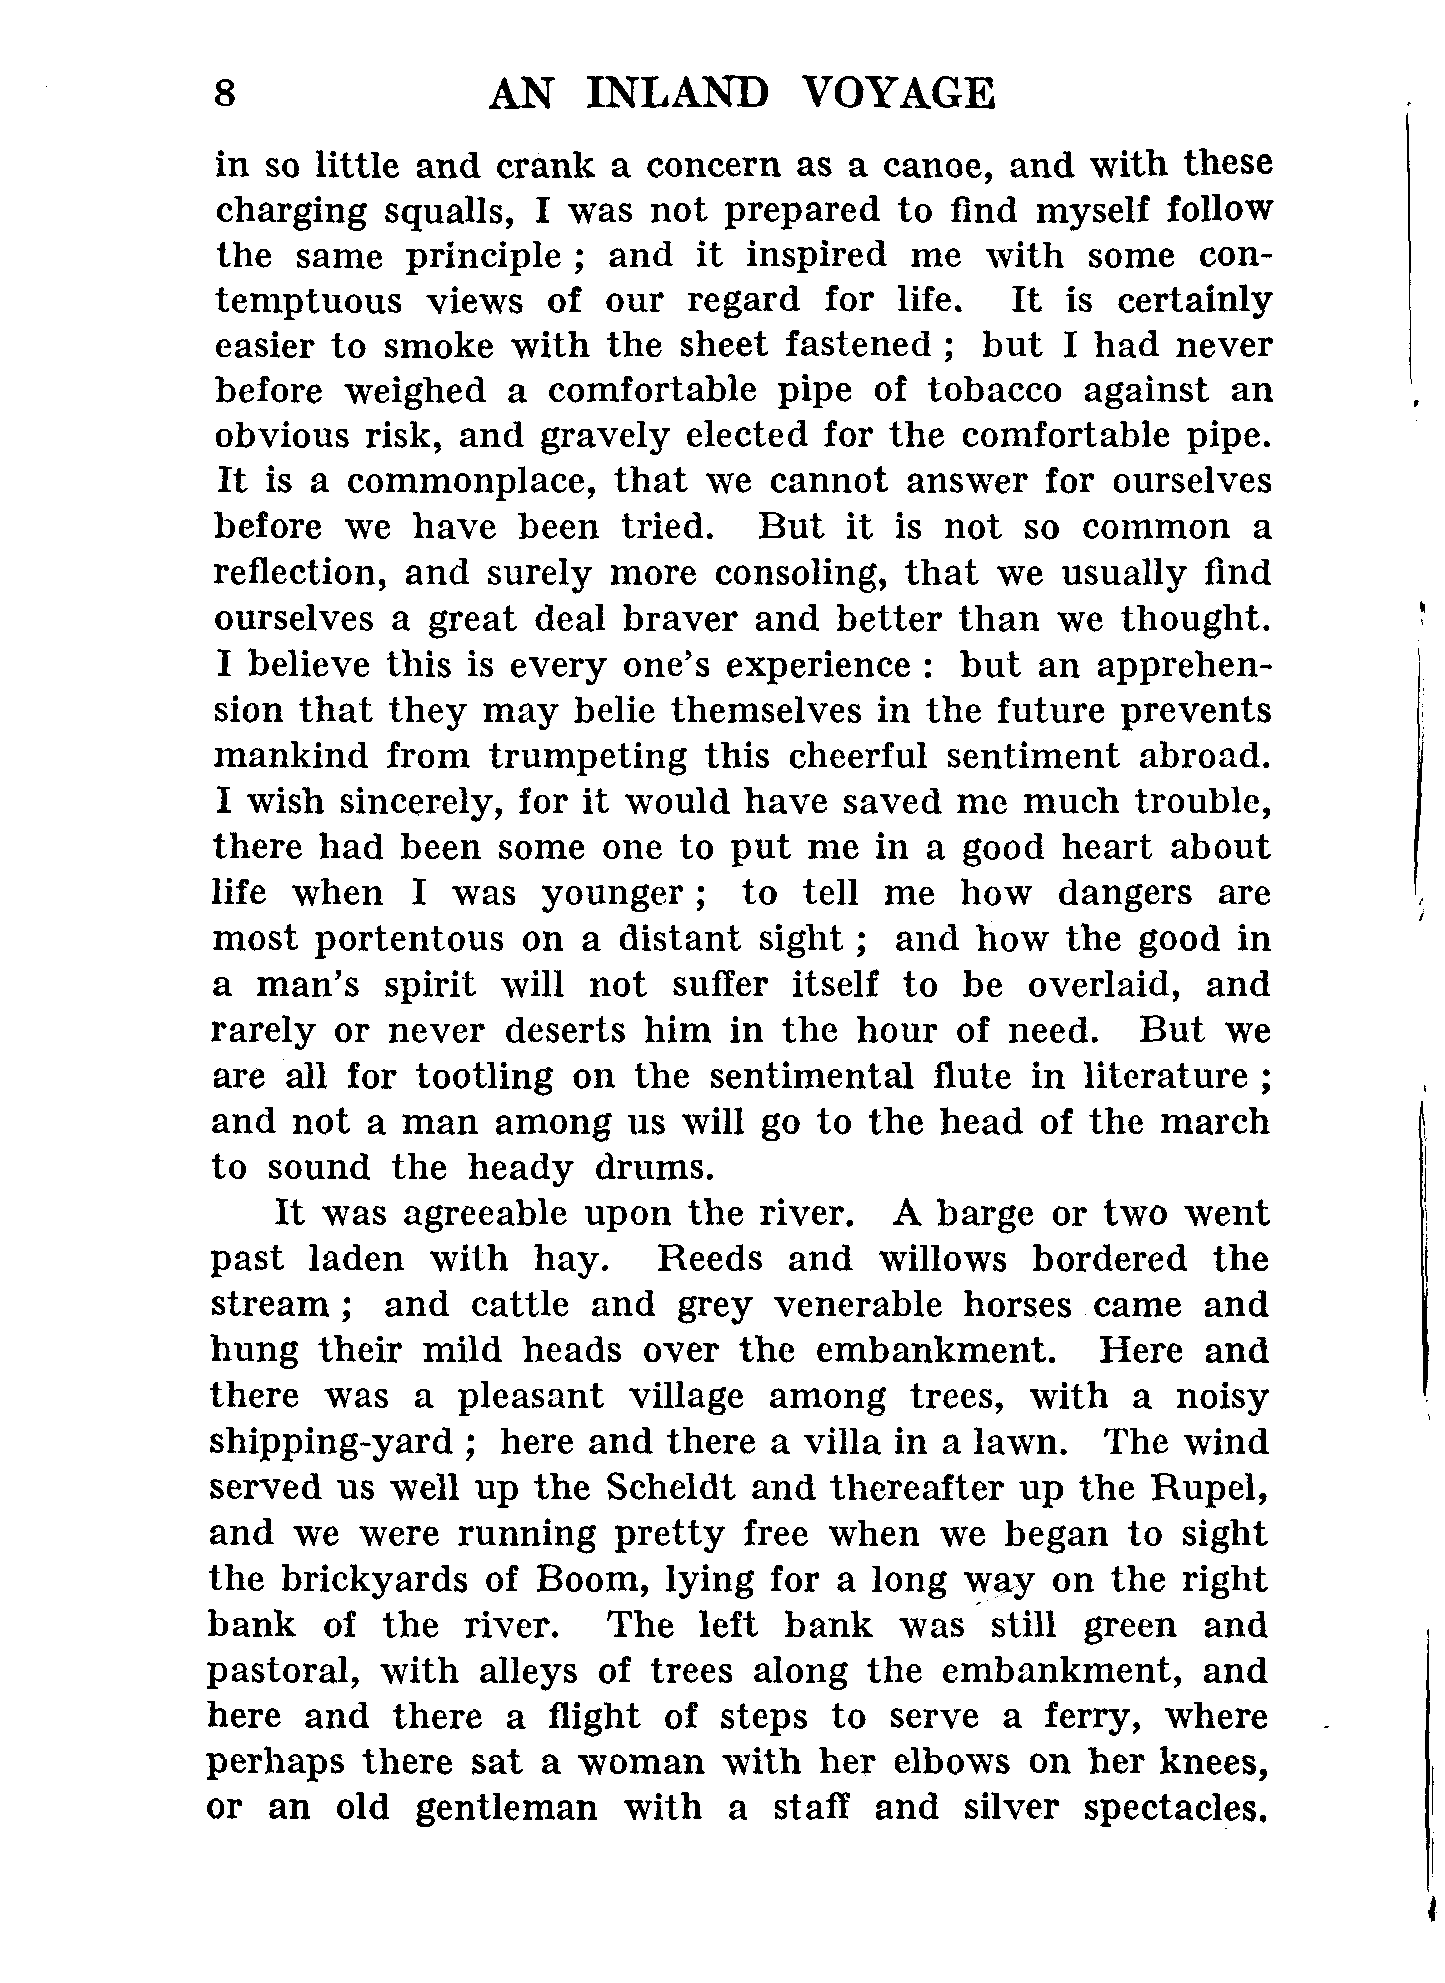 8 AN INLAND VOYAGE
in so little and crank a concern as a canoe, and with these
charging squalls, I was not prepared to find myself follow
the same principle ; and it inspired me with some con-
temptuous views of our regard for life. It is certainly
easier to smoke with the sheet fastened ; but I had never
before weighed a comfortable pipe of tobacco against an
obvious risk, and gravely elected for the comfortable pipe.
It is a commonplace, that we cannot answer for ourselves
before we have been tried. But it is not so common a
reflection, and surely more consoling, that we usually find
ourselves a great deal braver and better than we thought.
I believe this is every one's experience : but an apprehen-
sion that they may belie themselves in the future prevents
mankind from trumpeting this cheerful sentiment abroad.
I wish sincerely, for it would have saved me much trouble,
there had been some one to put me in a good heart about
life when I was younger ; to tell me how dangers are
most portentous on a distant sight ; and how the good in
a man's spirit will not suffer itself to be overlaid, and
rarely or never deserts him in the hour of need. But we
are all for tootling on the sentimental flute in literature ;
and not a man among us will go to the head of the march
to sound the heady drums.
It was agreeable upon the river. A barge or two went
past laden with hay. Reeds and willows bordered the
stream ; and cattle and grey venerable horses came and
hung their mild heads over the embankment. Here and
there was a pleasant village among trees, with a noisy
shipping-yard ; here and there a villa in a lawn. The wind
served us well up the Scheldt and thereafter up the Rupel,
and we were running pretty free when we began to sight
the brickyards of Boom, lying for a long way on the right
bank of the river. The left bank was still green and
pastoral, with alleys of trees along the embankment, and
here and there a flight of steps to serve a ferry, where
perhaps there sat a woman with her elbows on her knees,
or an old gentleman with a staff and silver spectacles.